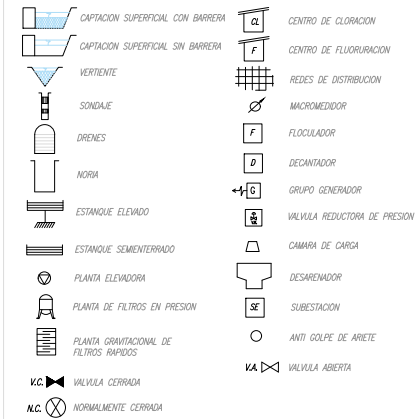 CAPTACION SUPERFICIAL CON BARRERA
CAPTACION SUPERFICIAL SIN BARRERA
VERTIENTE
SONDAJE
DRENES
NORIA
ESTANQUE ELEVADO
ESTANQUE SEMIENTERRADO
PLANTA ELEVADORA
PLANTA DE FILTROS EN PRESION
PLANTA GRAVITACIONAL DE
FILTROS RAPIDOS
V.C. VALVULA CERRADA
N.C. NORMALMENTE CERRADA
CL CENTRO DE CLORACION
F CENTRO DE FLUORURACION
REDES DE DISTRIBUCION
MACROMEDIDOR
F FLOCULADOR
D DECANTADOR
G GRUPO GENERADOR
VALVULA REDUCTORA DE PRESION
CAMARA DE CARGA
DESARENADOR
SE SUBESTACION
ANTI GOLPE DE ARIETE
V.A. VALVULA ABIERTA